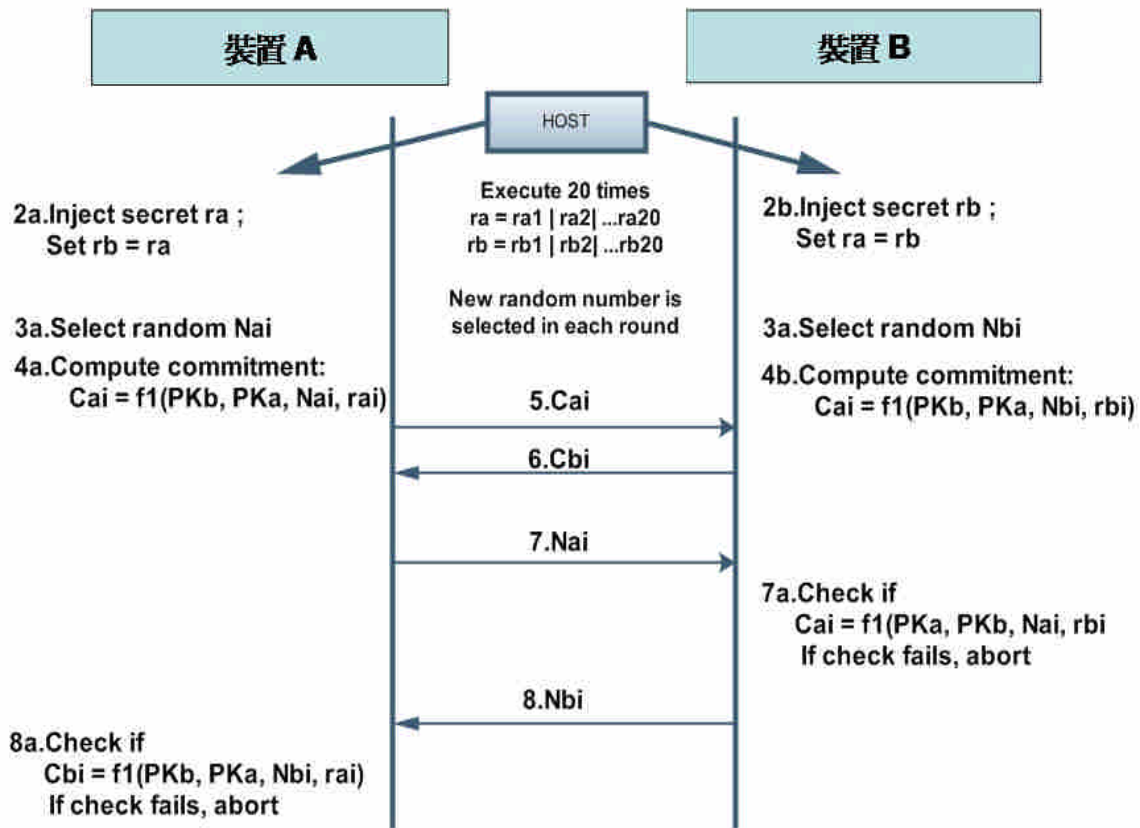 裝置 A
裝置 B
HOST
2a.Inject secret ra ;
Set rb = ra
Execute 20 times
ra = ra1 | ra2| ...ra20
rb = rb1 | rb2| ...rb20
2b.Inject secret rb ;
Set ra = rb
New random number is
selected in each round
3a.Select random Nai
3a.Select random Nbi
4a.Compute commitment:
Cai = f1(PKb, PKa, Nai, rai)
4b.Compute commitment:
Cai = f1(PKb, PKa, Nbi, rbi)
5.Cai
6.Cbi
7.Nai
7a.Check if
Cai = f1(PKa, PKb, Nai, rbi
If check fails, abort
8.Nbi
8a.Check if
Cbi = f1(PKb, PKa, Nbi, rai)
If check fails, abort